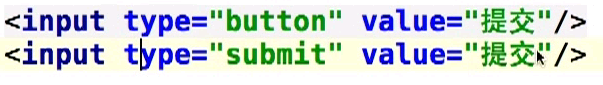 <input type="button" value="提交"/>
<input type="submit" value="提交"/>